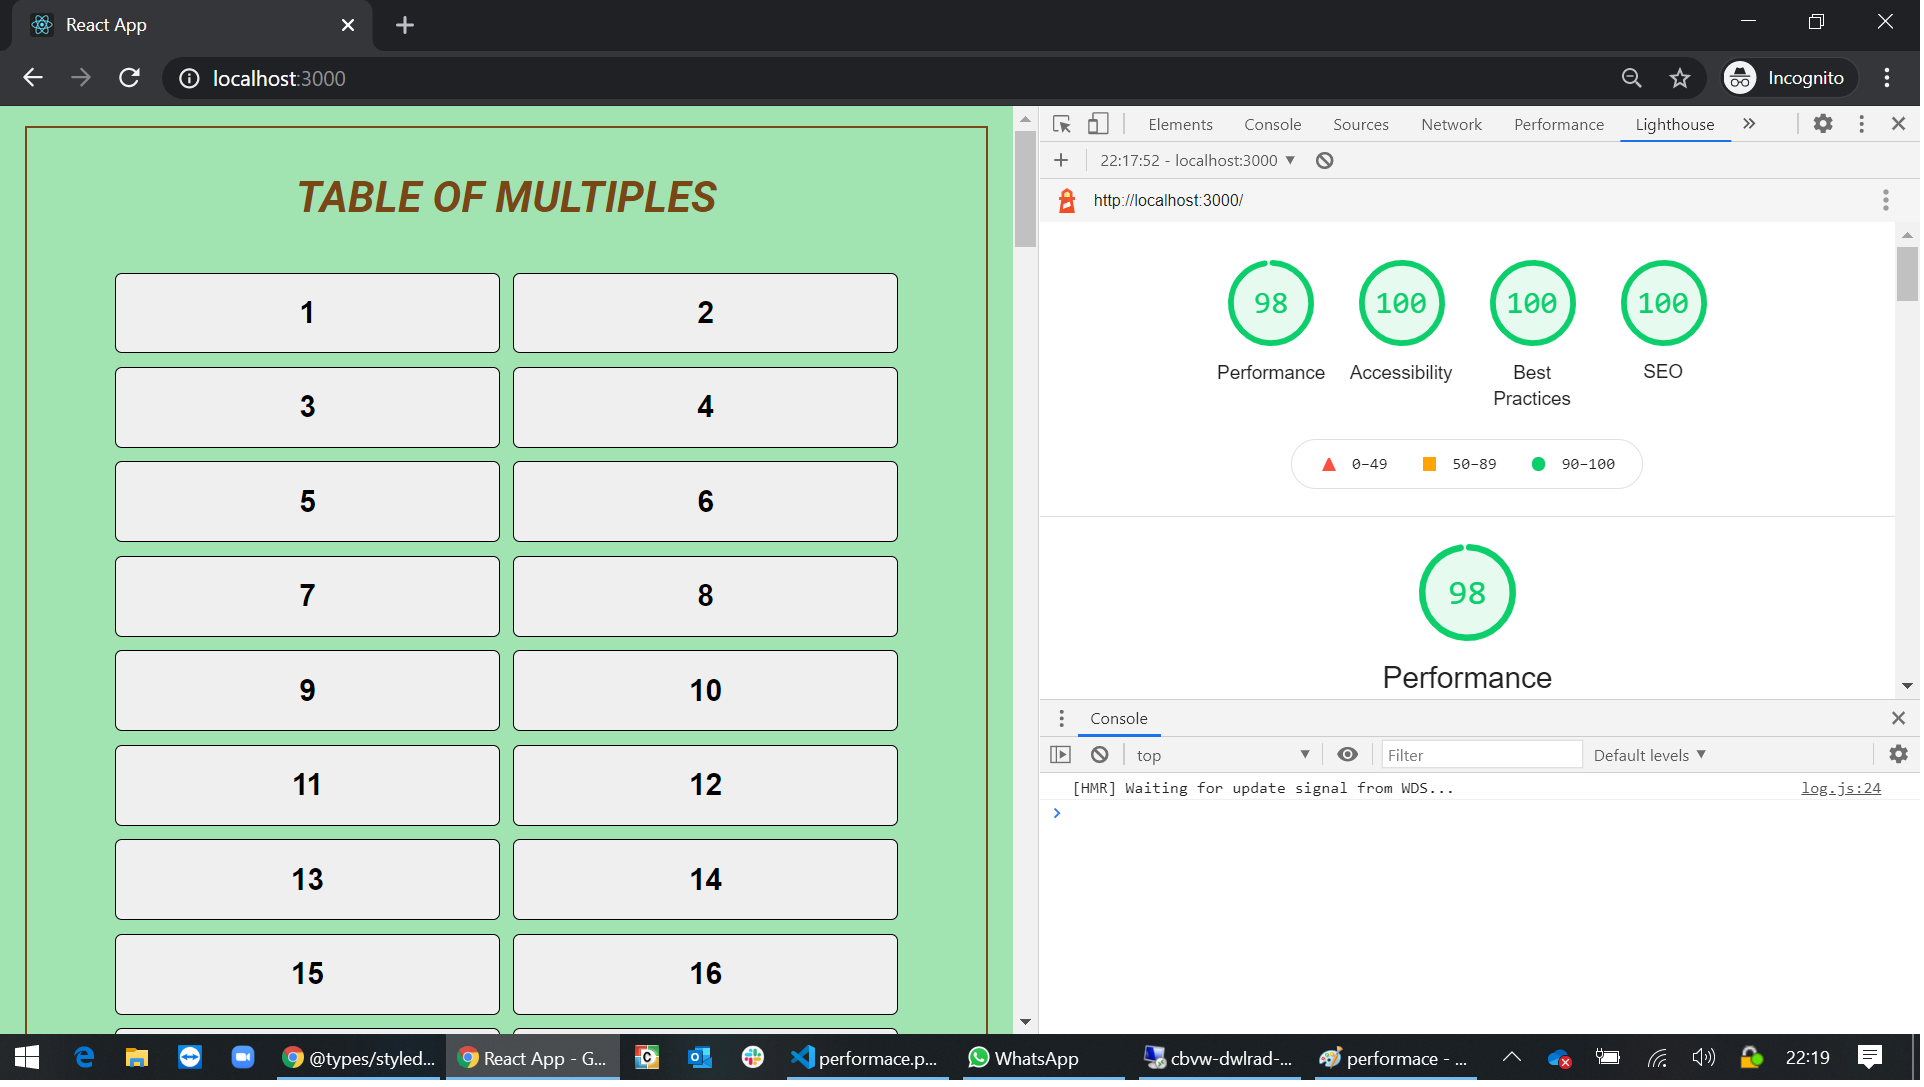 React App
localhost:3000
Incognito
TABLE OF MULTIPLES
1 2
3 4
5 6
7 8
9 10
11 12
13 14
15 16
Elements Console Sources Network Performance Lighthouse
22:17:52 - localhost:3000
http://localhost:3000/
98 100 100 100
Performance Accessibility Best Practices SEO
0–49 50–89 90–100
98
Performance
Console
top Filter Default levels
[HMR] Waiting for update signal from WDS... log.js:24
@types/styled... React App - G... performace.p... WhatsApp cbvw-dwlrad-... performace - ... 22:19